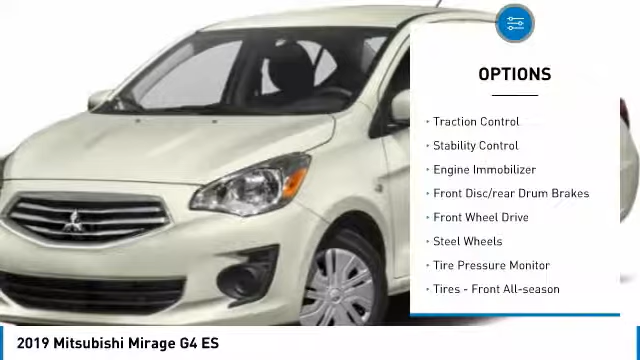 OPTIONS
• Traction Control
• Stability Control
• Engine Immobilizer
• Front Disc/rear Drum Brakes
• Front Wheel Drive
• Steel Wheels
• Tire Pressure Monitor
• Tires - Front All-season
2019 Mitsubishi Mirage G4 ES